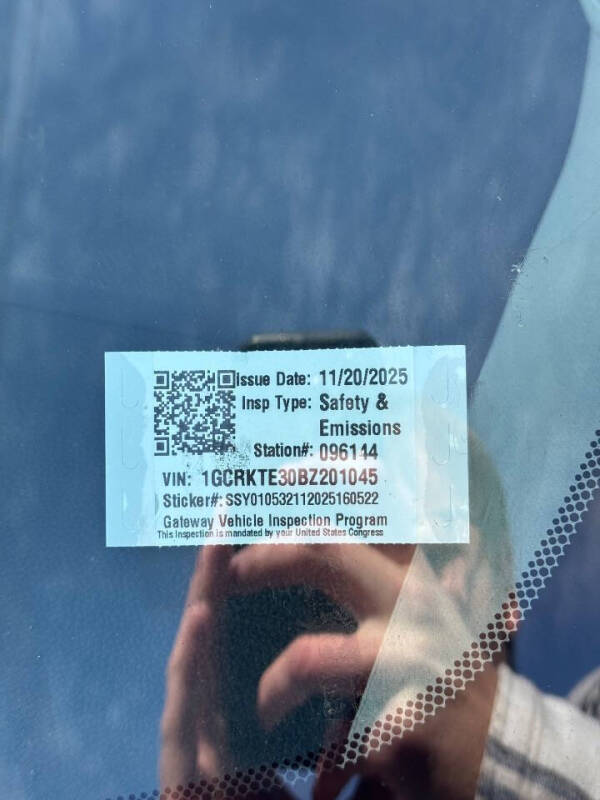 Issue Date: 11/20/2025
Insp Type: Safety &
Emissions
Station#: 096144
VIN: 1GCRKTE30BZ201045
Sticker#: SSY010532112025160522
Gateway Vehicle Inspection Program
This Inspection is mandated by your United States Congress